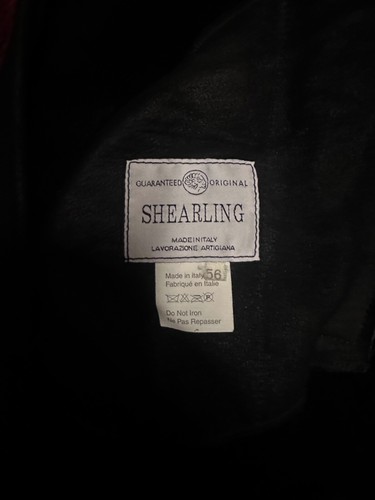 GUARANTEED ORIGINAL
SHEARLING
MADE IN ITALY
LAVORAZIONE ARTIGIANA
Made in Italy 56
Fabriqué en Italie
Do Not Iron
Ne Pas Repasser